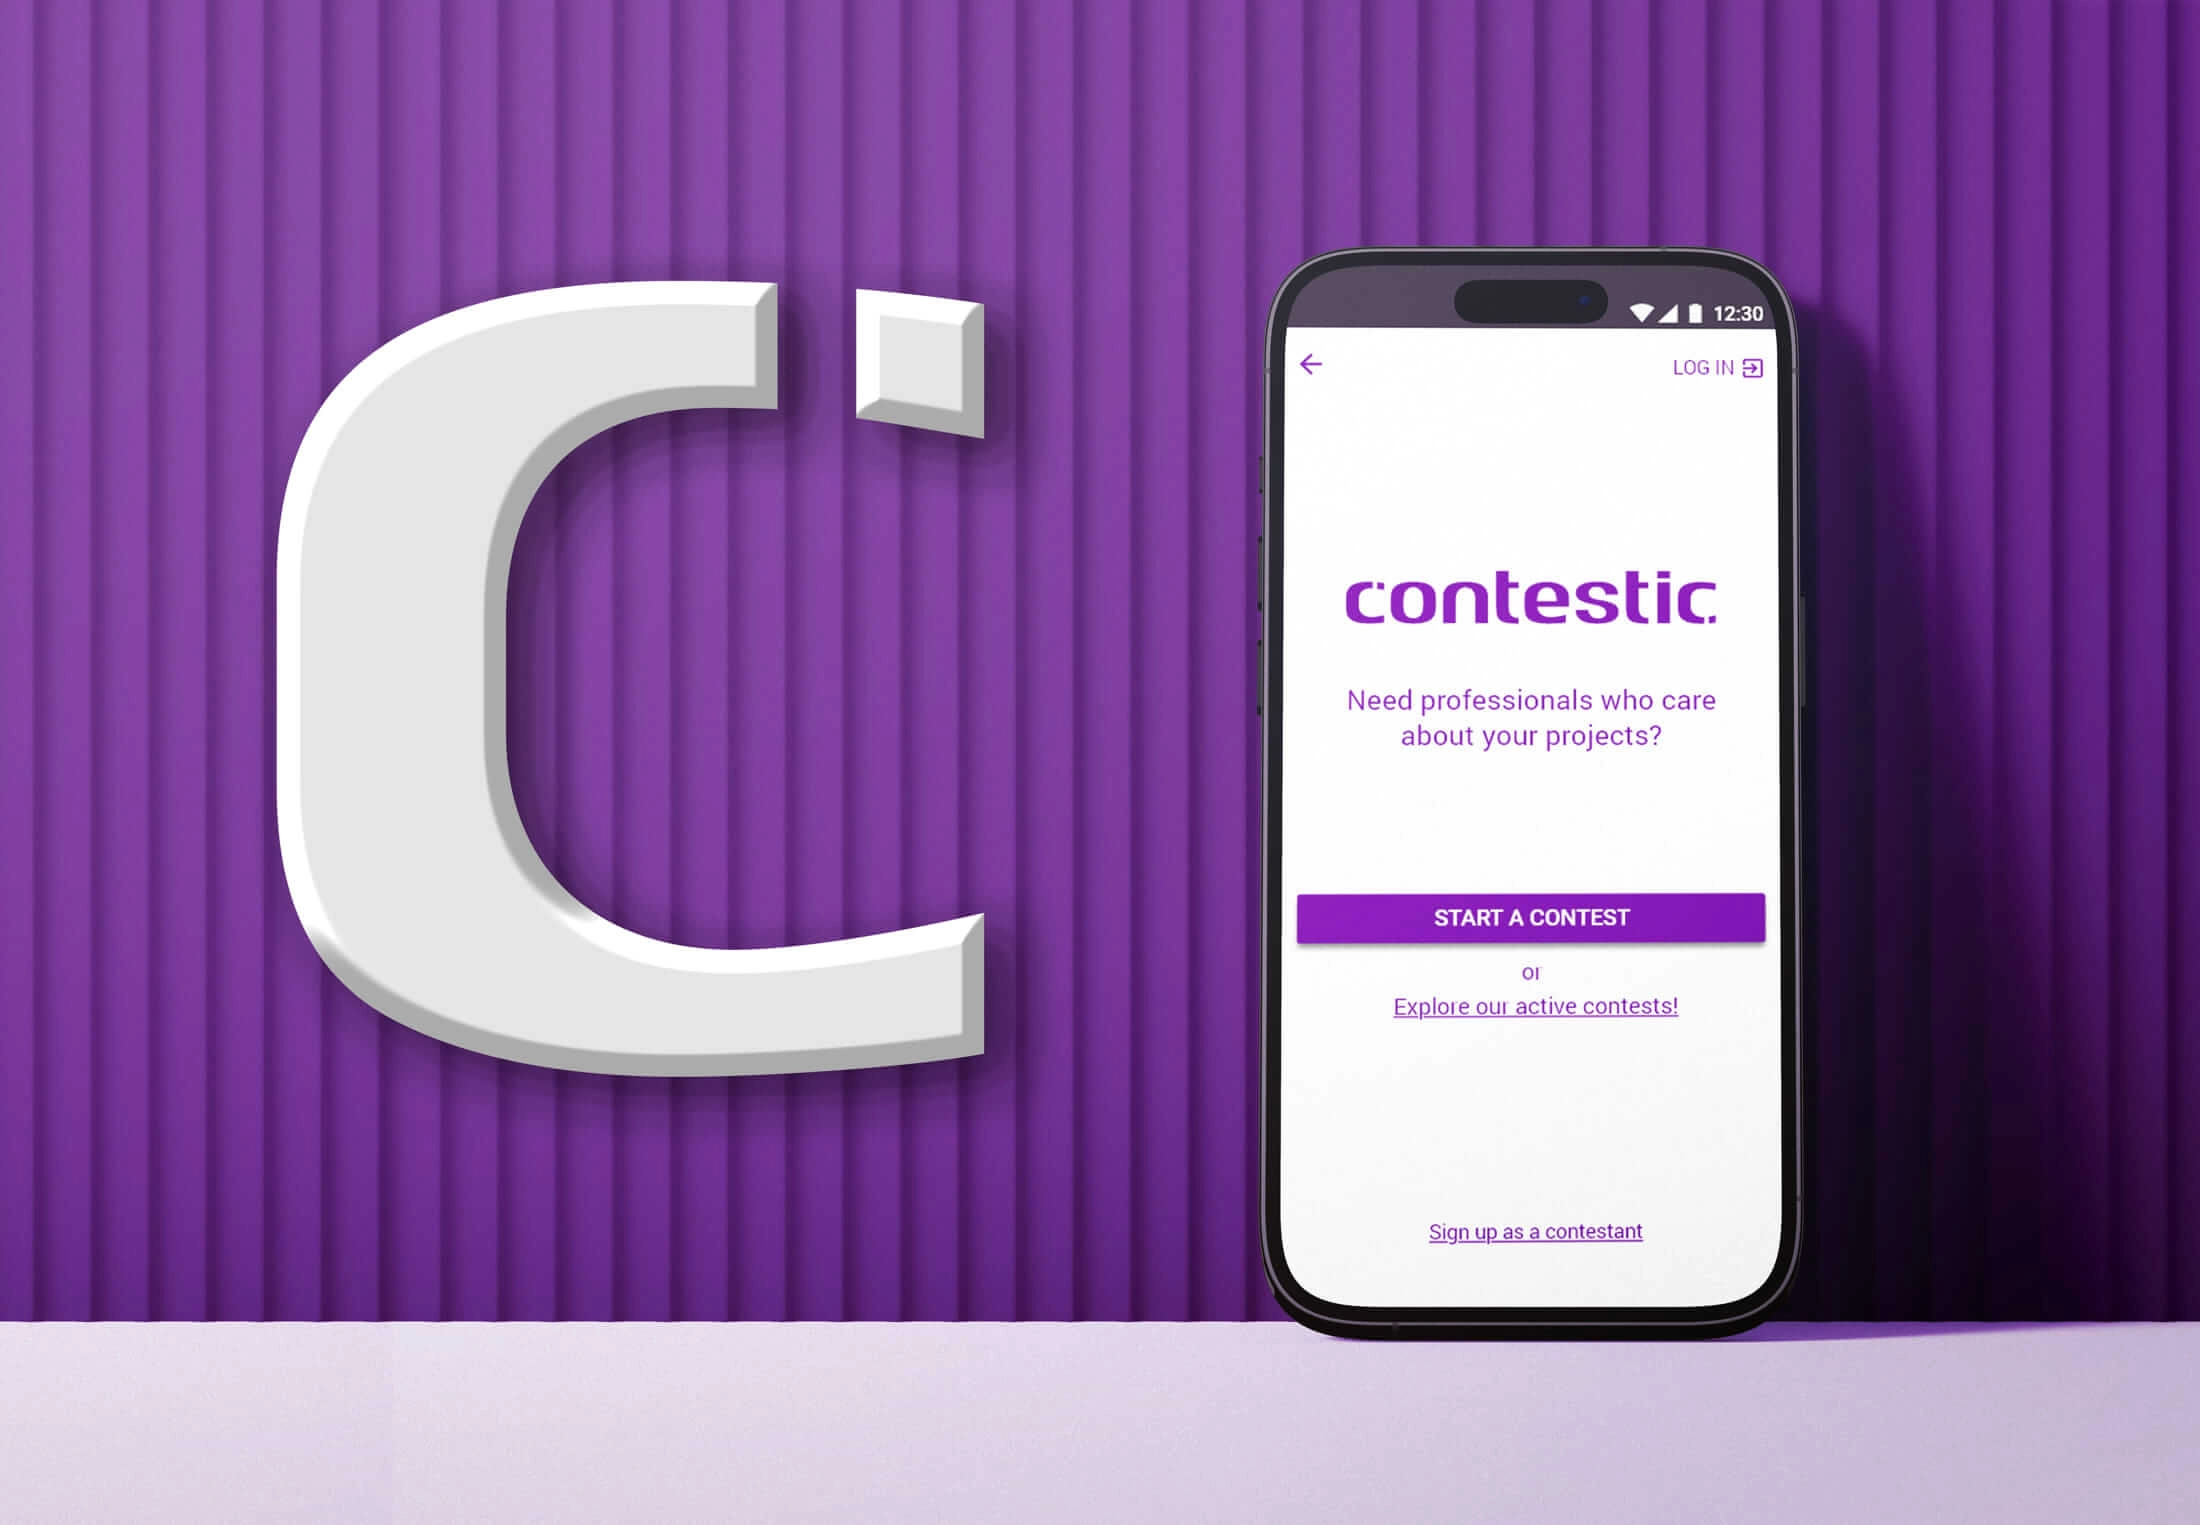 C
12:30
LOG IN
contestic
Need professionals who care
about your projects?
START A CONTEST
or
Explore our active contests!
Sign up as a contestant